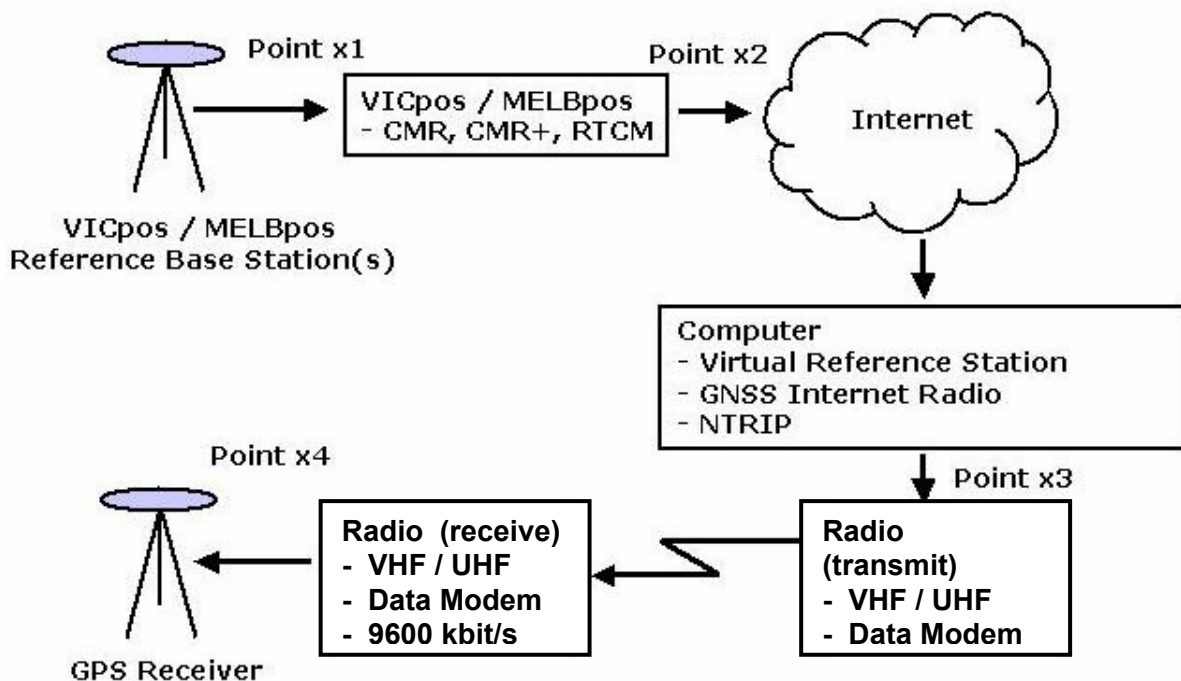 Point x1
Point x2
VICpos / MELBpos
- CMR, CMR+, RTCM
Internet
VICpos / MELBpos
Reference Base Station(s)
Computer
- Virtual Reference Station
- GNSS Internet Radio
- NTRIP
Point x3
Point x4
Radio (receive)
- VHF / UHF
- Data Modem
- 9600 kbit/s
Radio
(transmit)
- VHF / UHF
- Data Modem
GPS Receiver